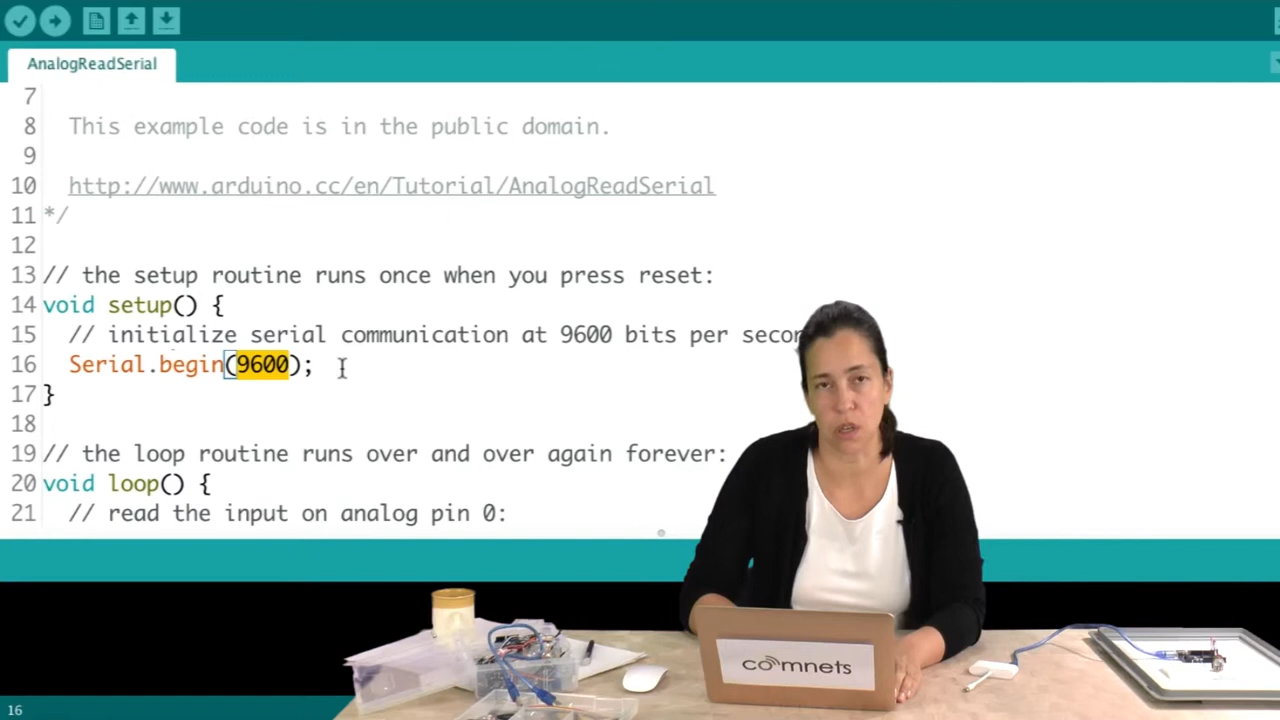 AnalogReadSerial
7
8 This example code is in the public domain.
9
10 http://www.arduino.cc/en/Tutorial/AnalogReadSerial
11 */
12
13 // the setup routine runs once when you press reset:
14 void setup() {
15 // initialize serial communication at 9600 bits per secon
16 Serial.begin(9600);
17 }
18
19 // the loop routine runs over and over again forever:
20 void loop() {
21 // read the input on analog pin 0:
comnets
16